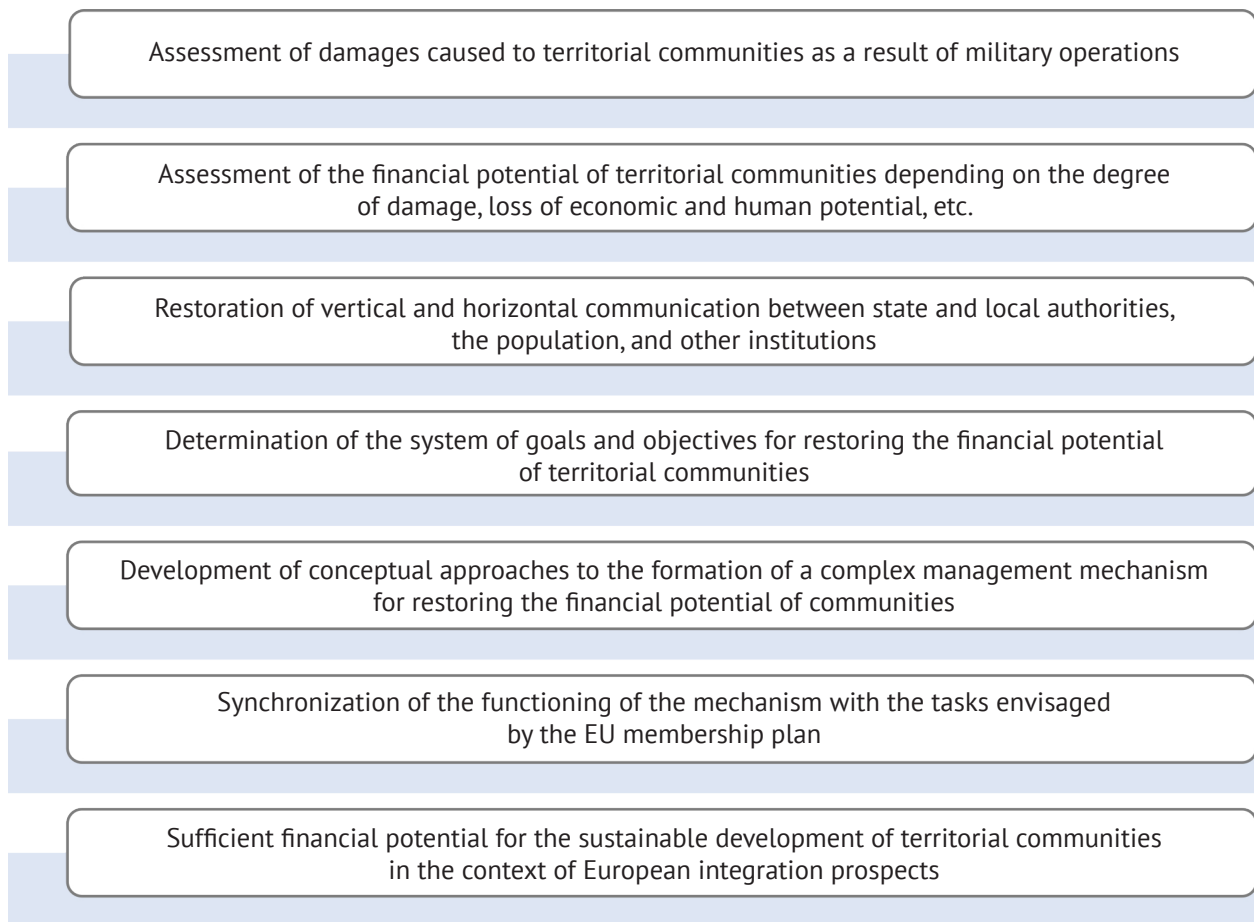 Assessment of damages caused to territorial communities as a result of military operations
Assessment of the financial potential of territorial communities depending on the degree
of damage, loss of economic and human potential, etc.
Restoration of vertical and horizontal communication between state and local authorities,
the population, and other institutions
Determination of the system of goals and objectives for restoring the financial potential
of territorial communities
Development of conceptual approaches to the formation of a complex management mechanism
for restoring the financial potential of communities
Synchronization of the functioning of the mechanism with the tasks envisaged
by the EU membership plan
Sufficient financial potential for the sustainable development of territorial communities
in the context of European integration prospects